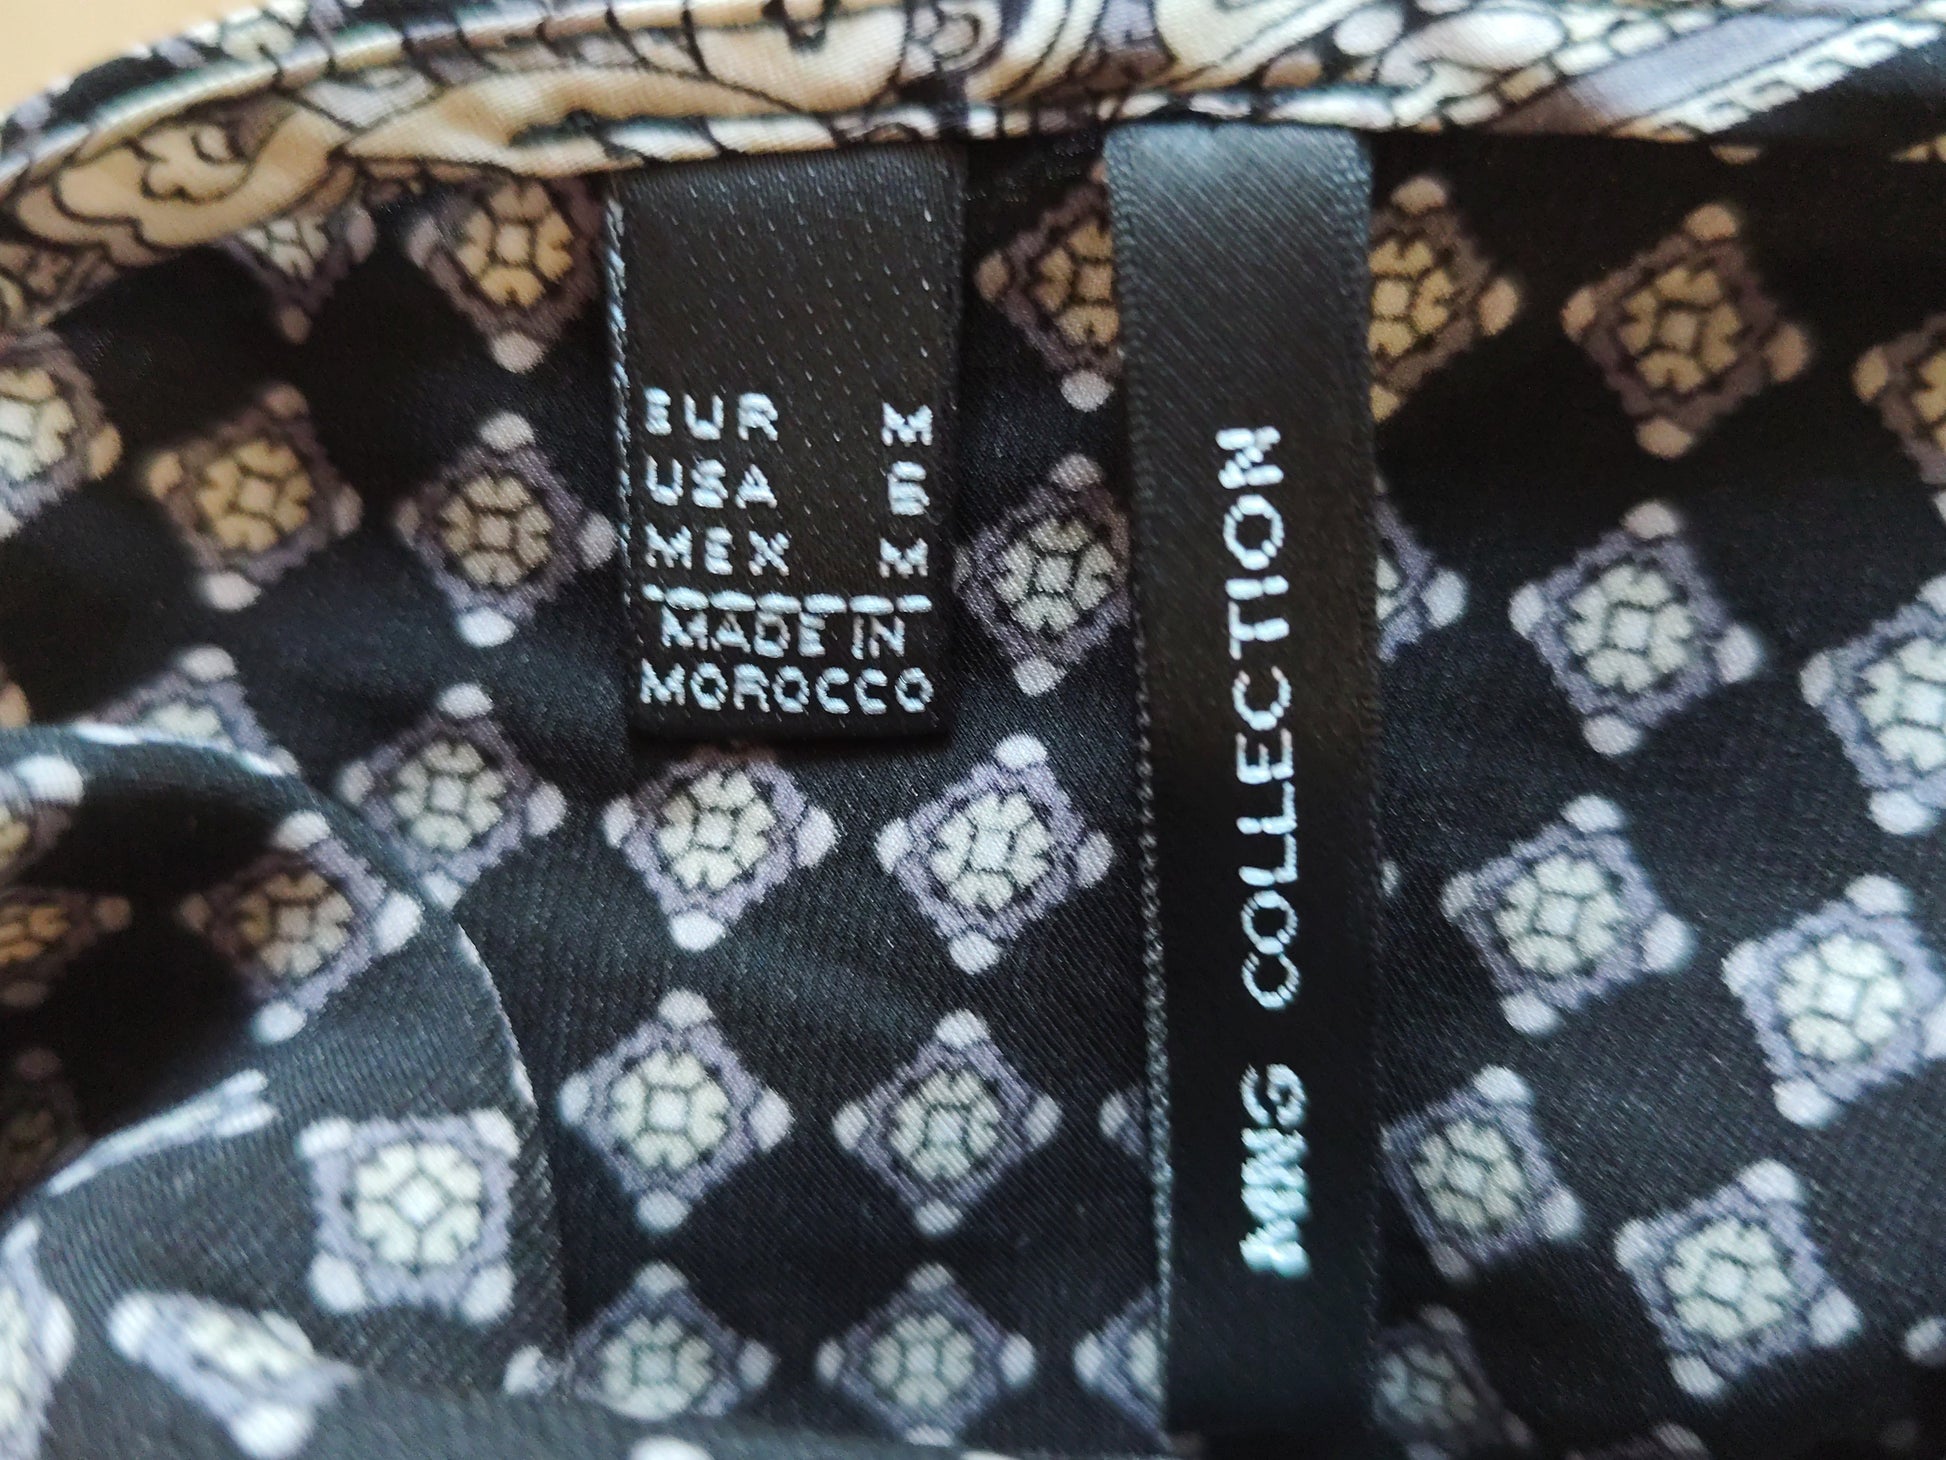 EUR M
USA 6
MEX M
MADE IN
MOROCCO
MNG COLLECTION